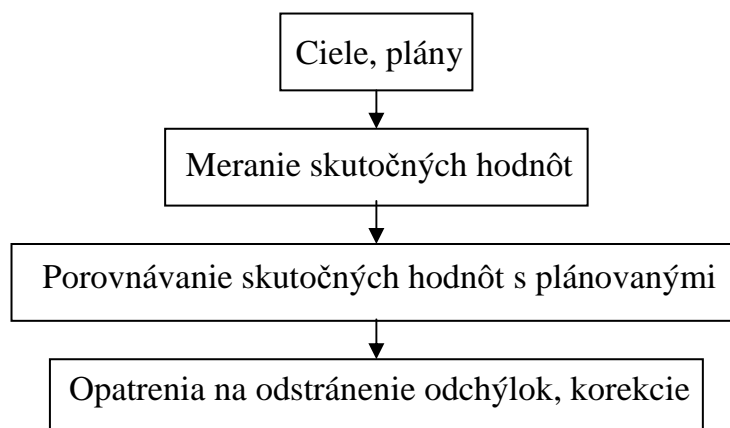 Ciele, plány
Meranie skutočných hodnôt
Porovnávanie skutočných hodnôt s plánovanými
Opatrenia na odstránenie odchýlok, korekcie